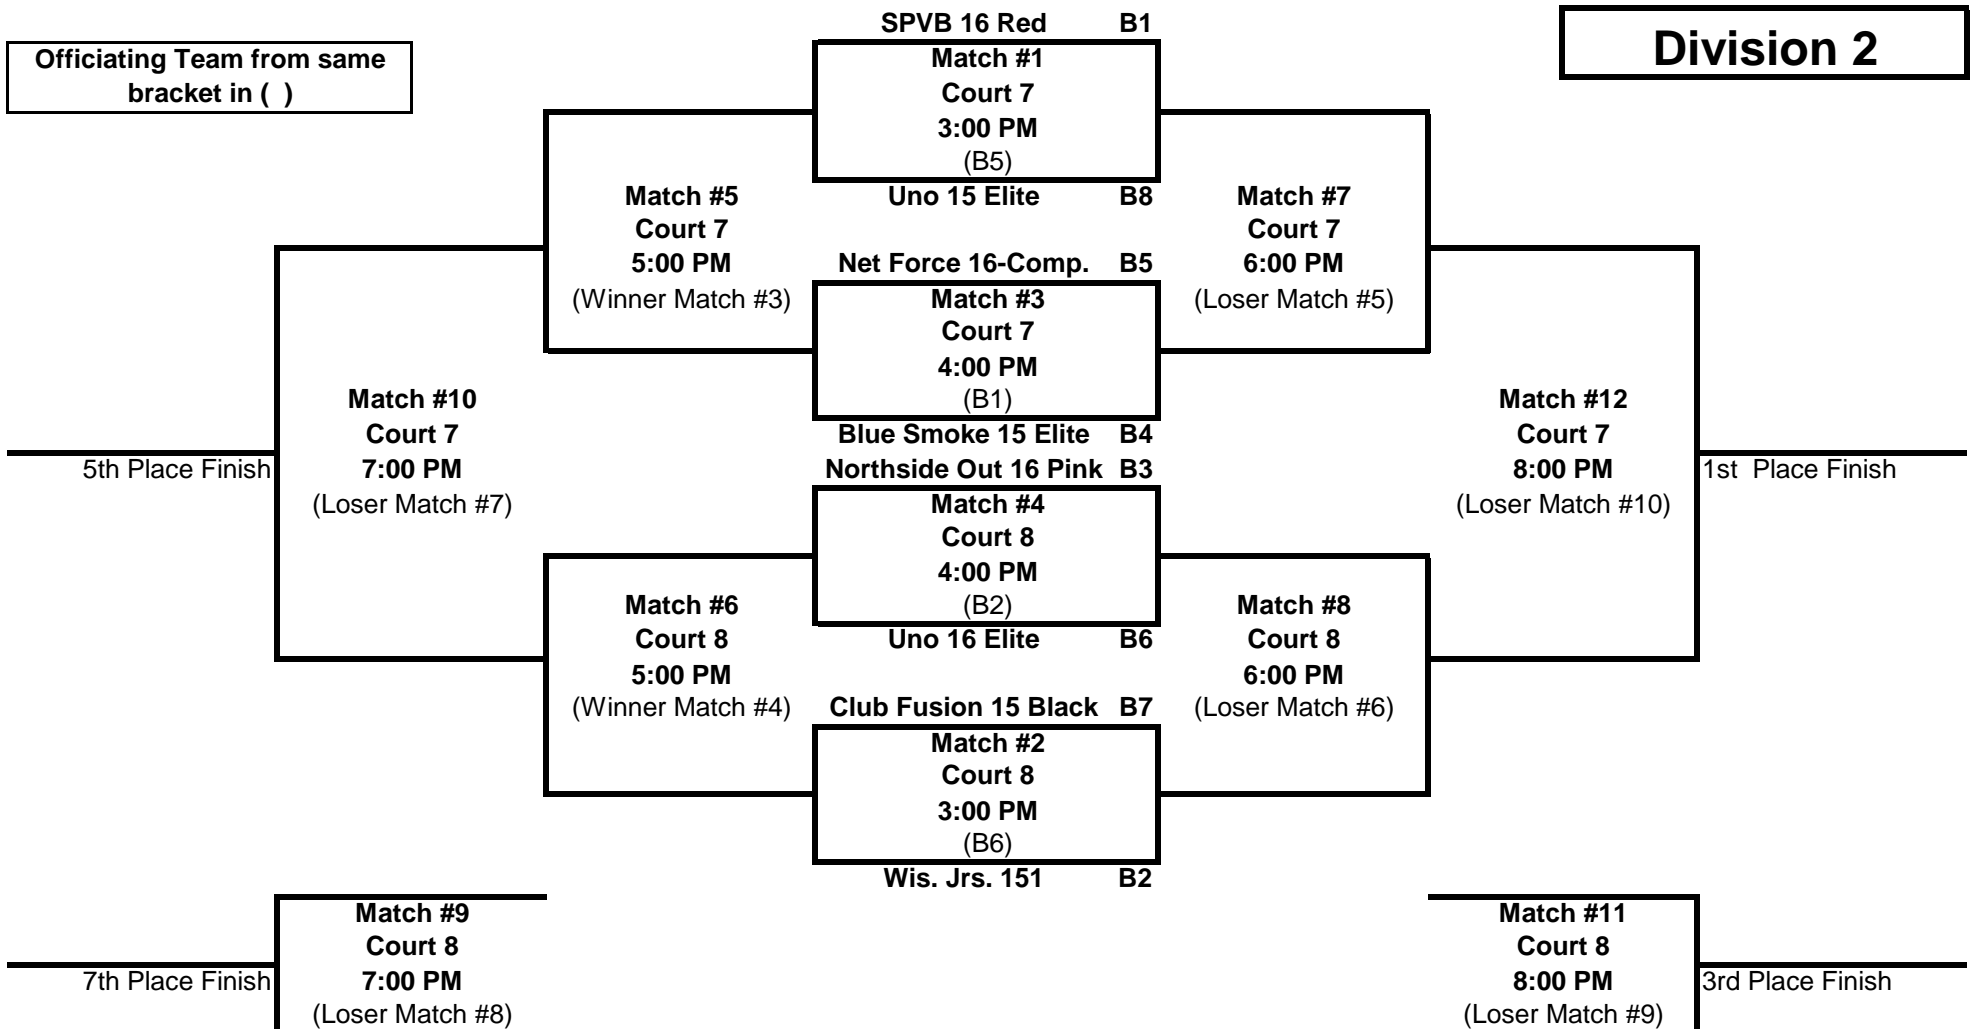 SPVB 16 Red B1
Division 2
Officiating Team from same
bracket in ( )
Match #1
Court 7
3:00 PM
(B5)
Uno 15 Elite B8
Match #5
Court 7
5:00 PM
(Winner Match #3)
Match #7
Court 7
6:00 PM
(Loser Match #5)
Net Force 16-Comp. B5
Match #3
Court 7
4:00 PM
(B1)
Blue Smoke 15 Elite B4
Match #10
Court 7
7:00 PM
(Loser Match #7)
5th Place Finish
Match #12
Court 7
8:00 PM
(Loser Match #10)
1st  Place Finish
Northside Out 16 Pink B3
Match #4
Court 8
4:00 PM
(B2)
Uno 16 Elite B6
Match #6
Court 8
5:00 PM
(Winner Match #4)
Match #8
Court 8
6:00 PM
(Loser Match #6)
Club Fusion 15 Black B7
Match #2
Court 8
3:00 PM
(B6)
Wis. Jrs. 151 B2
Match #9
Court 8
7:00 PM
(Loser Match #8)
7th Place Finish
Match #11
Court 8
8:00 PM
(Loser Match #9)
3rd Place Finish